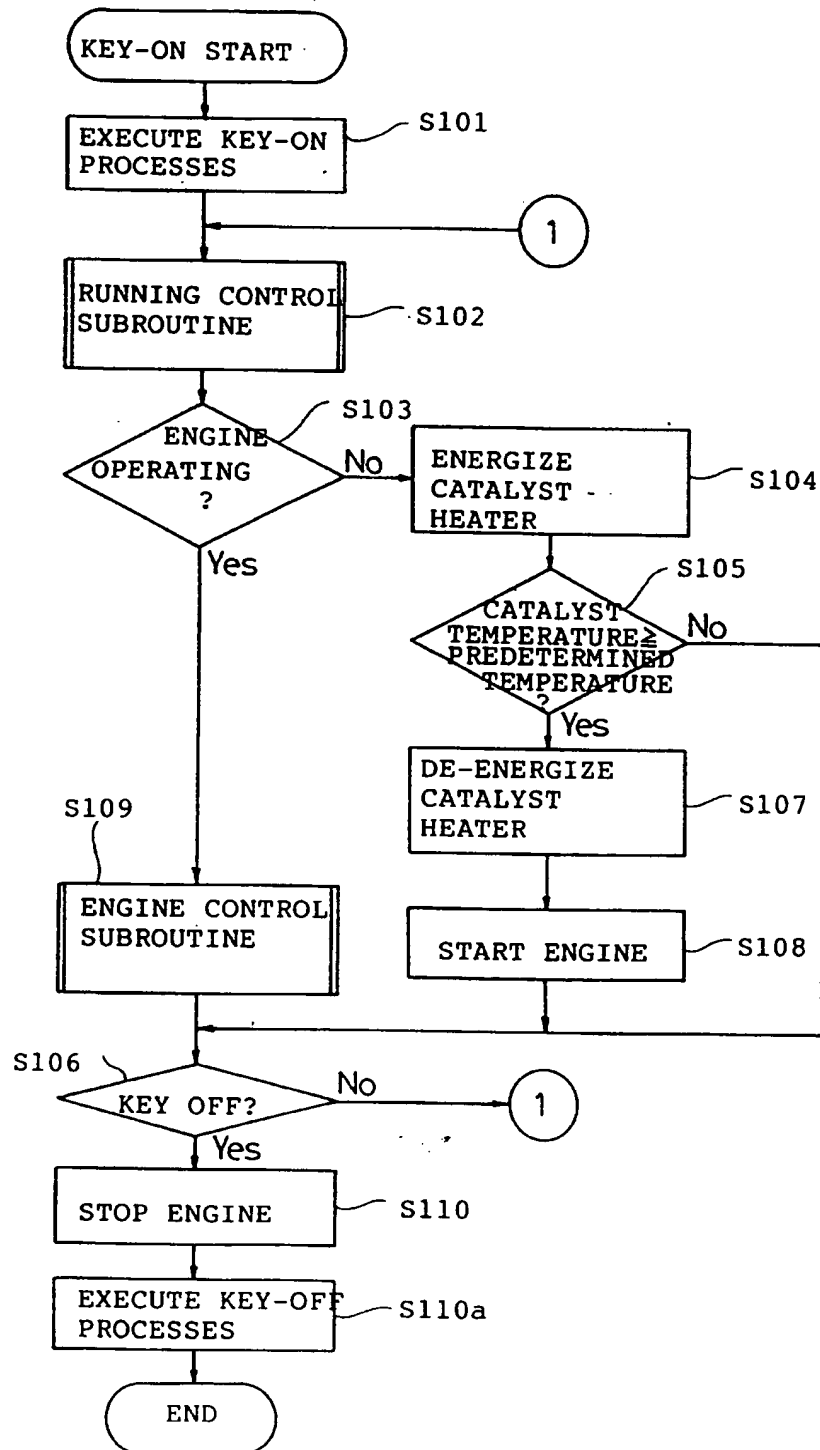 KEY-ON START
S101
EXECUTE KEY-ON
PROCESSES
1
RUNNING CONTROL
SUBROUTINE
S102
S103
ENGINE
OPERATING
?
No
Yes
ENERGIZE
CATALYST
HEATER
S104
S105
CATALYST
TEMPERATURE≧
PREDETERMINED
TEMPERATURE
?
No
Yes
DE-ENERGIZE
CATALYST
HEATER
S107
S109
ENGINE CONTROL
SUBROUTINE
START ENGINE
S108
S106
KEY OFF?
No
1
Yes
STOP ENGINE
S110
EXECUTE KEY-OFF
PROCESSES
S110a
END